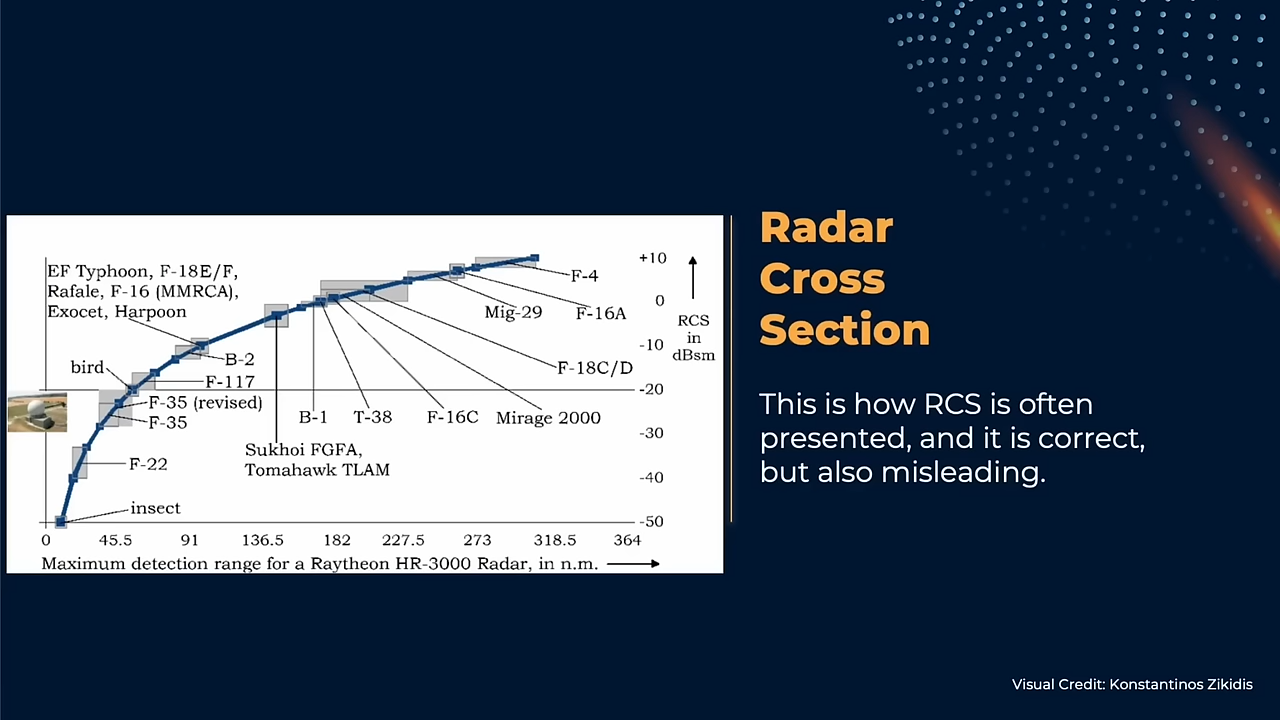 Radar
Cross
Section
This is how RCS is often
presented, and it is correct,
but also misleading.
EF Typhoon, F-18E/F,
Rafale, F-16 (MMRCA),
Exocet, Harpoon
bird
B-2
F-117
F-35 (revised)
F-35
F-22
insect
B-1
T-38
F-16C
Mirage 2000
Sukhoi FGFA,
Tomahawk TLAM
F-4
Mig-29
F-16A
F-18C/D
+10
0
-10
-20
-30
-40
-50
RCS
in
dBsm
0 45.5 91 136.5 182 227.5 273 318.5 364
Maximum detection range for a Raytheon HR-3000 Radar, in n.m.
Visual Credit: Konstantinos Zikidis